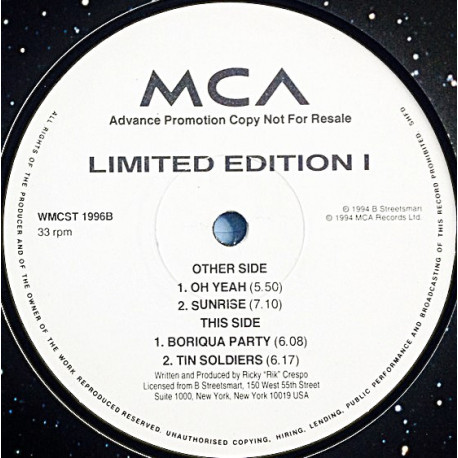 MCA
Advance Promotion Copy Not For Resale
LIMITED EDITION I
WMCST 1996B
33 rpm
℗ 1994 B Streetsmart
© 1994 MCA Records Ltd.
OTHER SIDE
1. OH YEAH (5.50)
2. SUNRISE (7.10)
THIS SIDE
1. BORIQUA PARTY (6.08)
2. TIN SOLDIERS (6.17)
Written and Produced by Ricky "Rik" Crespo
Licensed from B Streetsmart, 150 West 55th Street
Suite 1000, New York, New York 10019 USA
ALL RIGHTS OF THE PRODUCER AND OF THE OWNER OF THE WORK REPRODUCED RESERVED. UNAUTHORISED COPYING, HIRING, LENDING, PUBLIC PERFORMANCE AND BROADCASTING OF THIS RECORD PROHIBITED